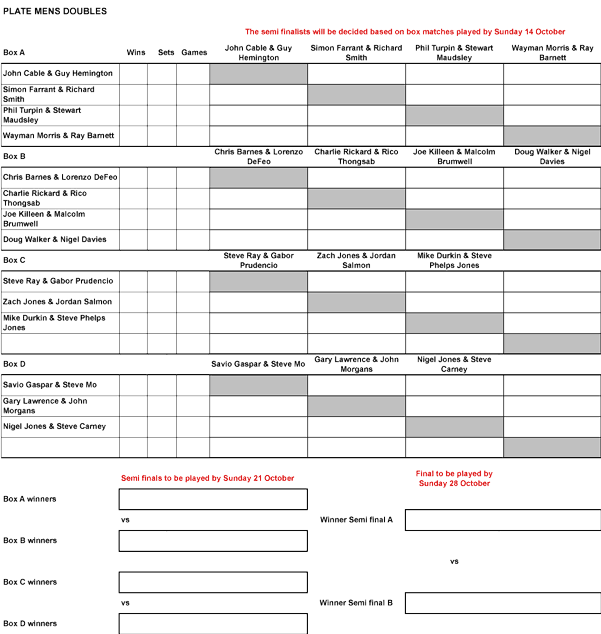 PLATE MENS DOUBLES
The semi finalists will be decided based on box matches played by Sunday 14 October
Box A Wins Sets Games John Cable & Guy Hemington Simon Farrant & Richard Smith Phil Turpin & Stewart Maudsley Wayman Morris & Ray Barnett
John Cable & Guy Hemington
Simon Farrant & Richard
Smith
Phil Turpin & Stewart
Maudsley
Wayman Morris & Ray Barnett
Box B Chris Barnes & Lorenzo DeFeo Charlie Rickard & Rico Thongsab Joe Killeen & Malcolm Brumwell Doug Walker & Nigel Davies
Chris Barnes & Lorenzo DeFeo
Charlie Rickard & Rico
Thongsab
Joe Killeen & Malcolm
Brumwell
Doug Walker & Nigel Davies
Box C Steve Ray & Gabor Prudencio Zach Jones & Jordan Salmon Mike Durkin & Steve Phelps Jones
Steve Ray & Gabor Prudencio
Zach Jones & Jordan Salmon
Mike Durkin & Steve Phelps
Jones
Box D Savio Gaspar & Steve Mo Gary Lawrence & John Morgans Nigel Jones & Steve Carney
Savio Gaspar & Steve Mo
Gary Lawrence & John
Morgans
Nigel Jones & Steve Carney
Semi finals to be played by Sunday 21 October
Final to be played by
Sunday 28 October
Box A winners
vs Winner Semi final A
Box B winners
vs
Box C winners
vs Winner Semi final B
Box D winners